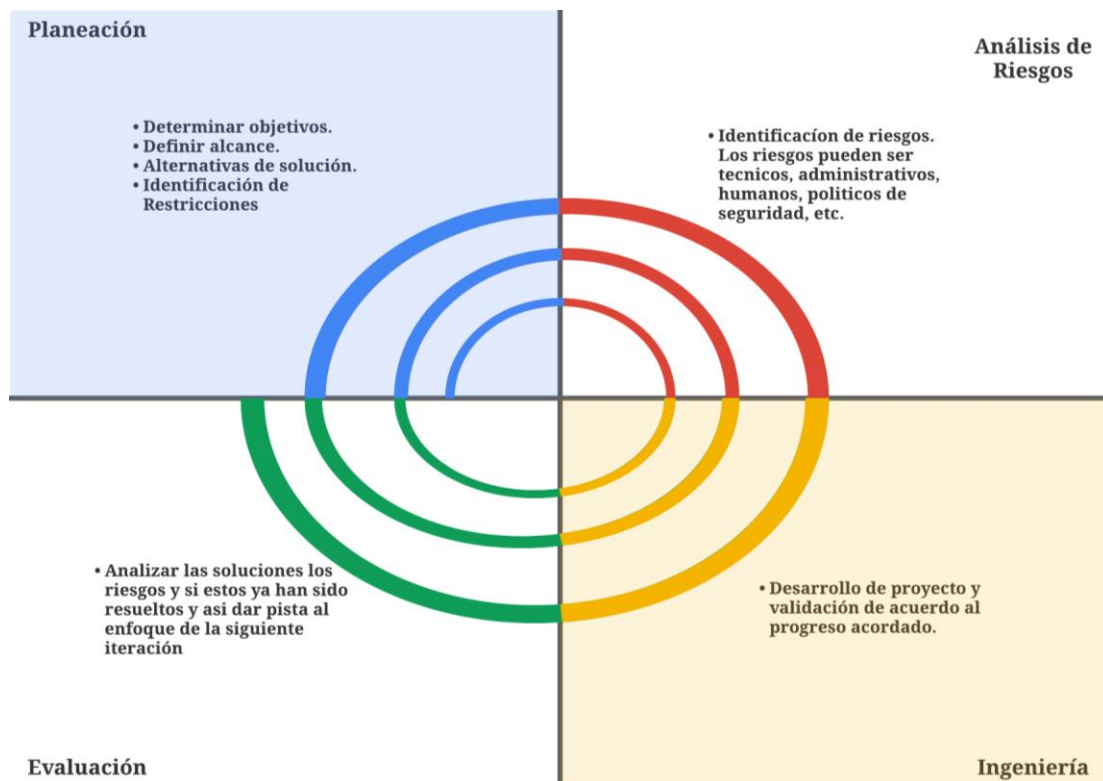 Planeación
• Determinar objetivos.
• Definir alcance.
• Alternativas de solución.
• Identificación de
Restricciones
Análisis de
Riesgos
• Identificacíon de riesgos.
Los riesgos pueden ser
tecnicos, administrativos,
humanos, politicos de
seguridad, etc.
• Analizar las soluciones los
riesgos y si estos ya han sido
resueltos y asi dar pista al
enfoque de la siguiente
iteración
Evaluación
• Desarrollo de proyecto y
validación de acuerdo al
progreso acordado.
Ingeniería